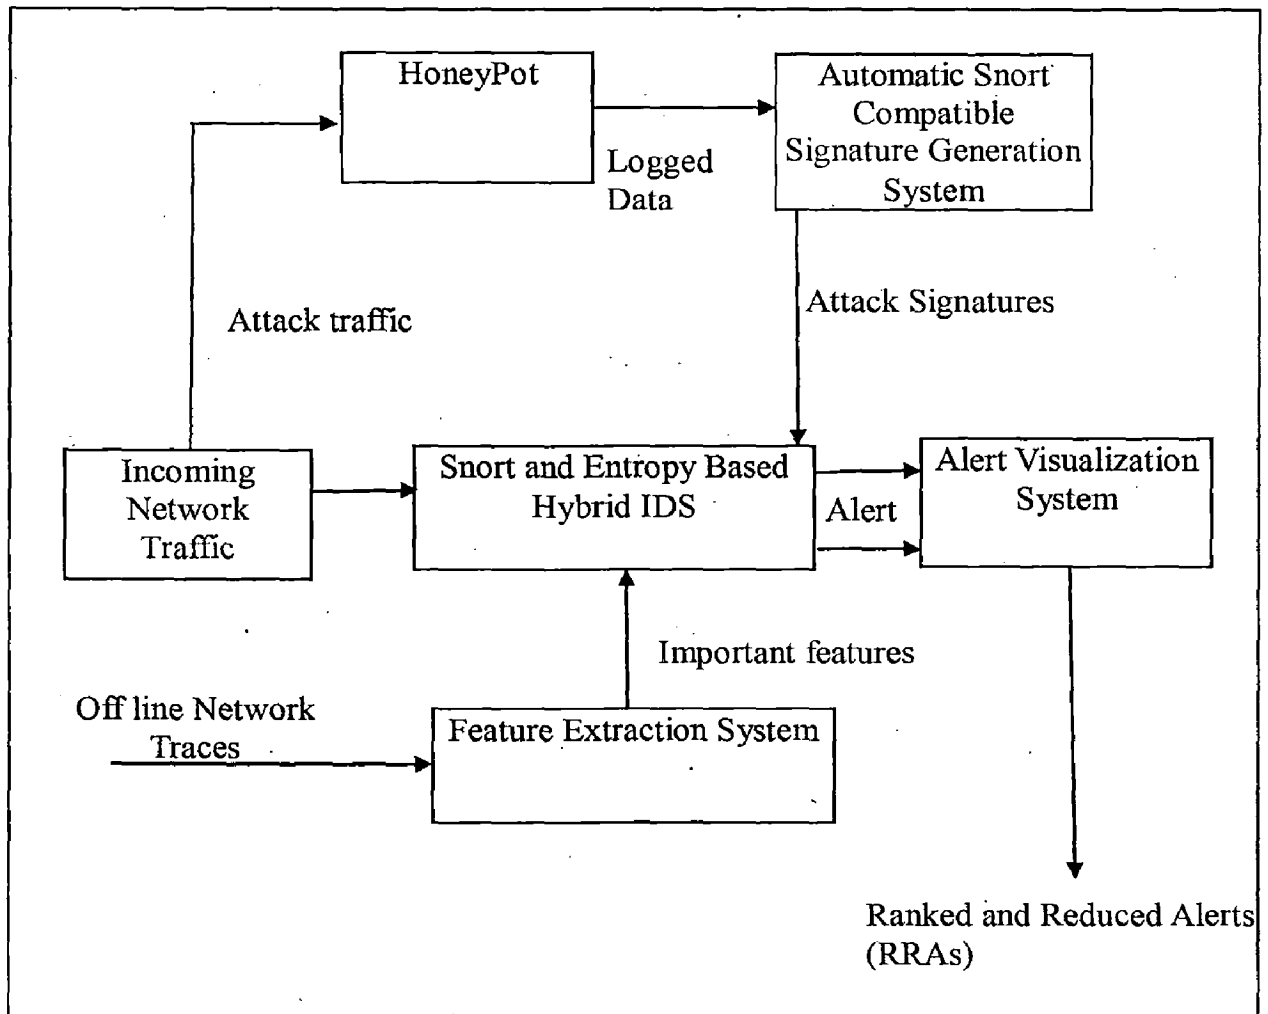 HoneyPot
Automatic Snort
Compatible
Signature Generation
System
Logged
Data
Attack traffic
Attack Signatures
Incoming
Network
Traffic
Snort and Entropy Based
Hybrid IDS
Alert
Alert Visualization
System
Important features
Off line Network
Traces
Feature Extraction System
Ranked and Reduced Alerts
(RRAs)